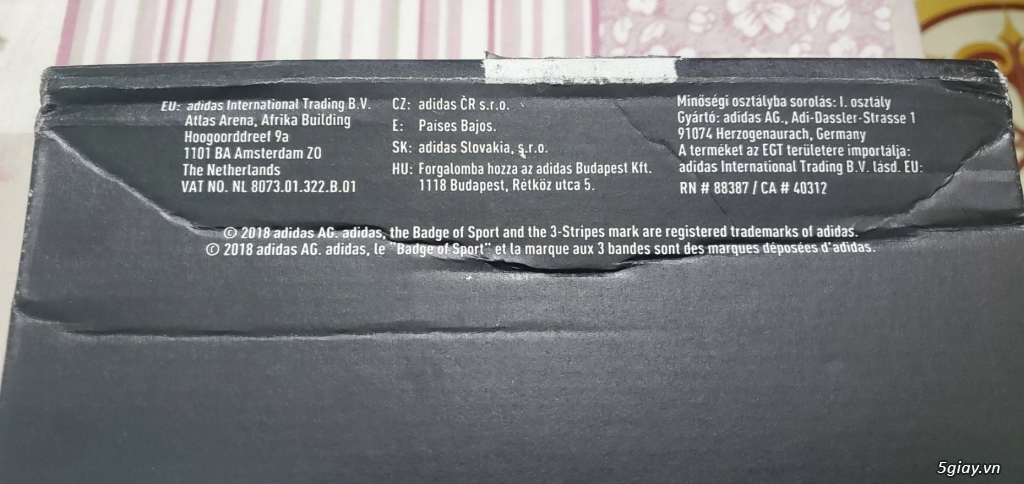 EU: adidas International Trading B.V.
Atlas Arena, Afrika Building
Hoogoorddreef 9a
1101 BA Amsterdam ZO
The Netherlands
VAT NO. NL 8073.01.322.B.01
CZ: adidas ČR s.r.o.
E: Países Bajos.
SK: adidas Slovakia, s.r.o.
HU: Forgalomba hozza az adidas Budapest Kft.
1118 Budapest, Rétköz utca 5.
Minőségi osztályba sorolás: I. osztály
Gyártó: adidas AG., Adi-Dassler-Strasse 1
91074 Herzogenaurach, Germany
A terméket az EGT területere importálja:
adidas International Trading B.V. lásd. EU:
RN # 88387 / CA # 40312
© 2018 adidas AG. adidas, the Badge of Sport and the 3-Stripes mark are registered trademarks of adidas.
© 2018 adidas AG. adidas, le "Badge of Sport" et la marque aux 3 bandes sont des marques déposées d'adidas.
5giay.vn